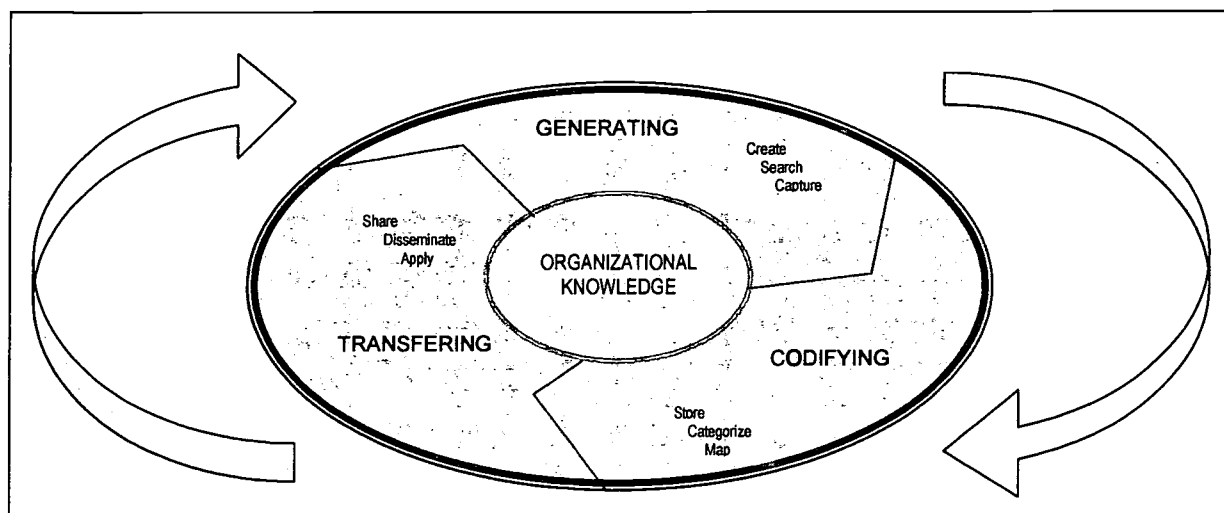 GENERATING
Create
Search
Capture
Share
Disseminate
Apply
ORGANIZATIONAL
KNOWLEDGE
TRANSFERING
CODIFYING
Store
Categorize
Map